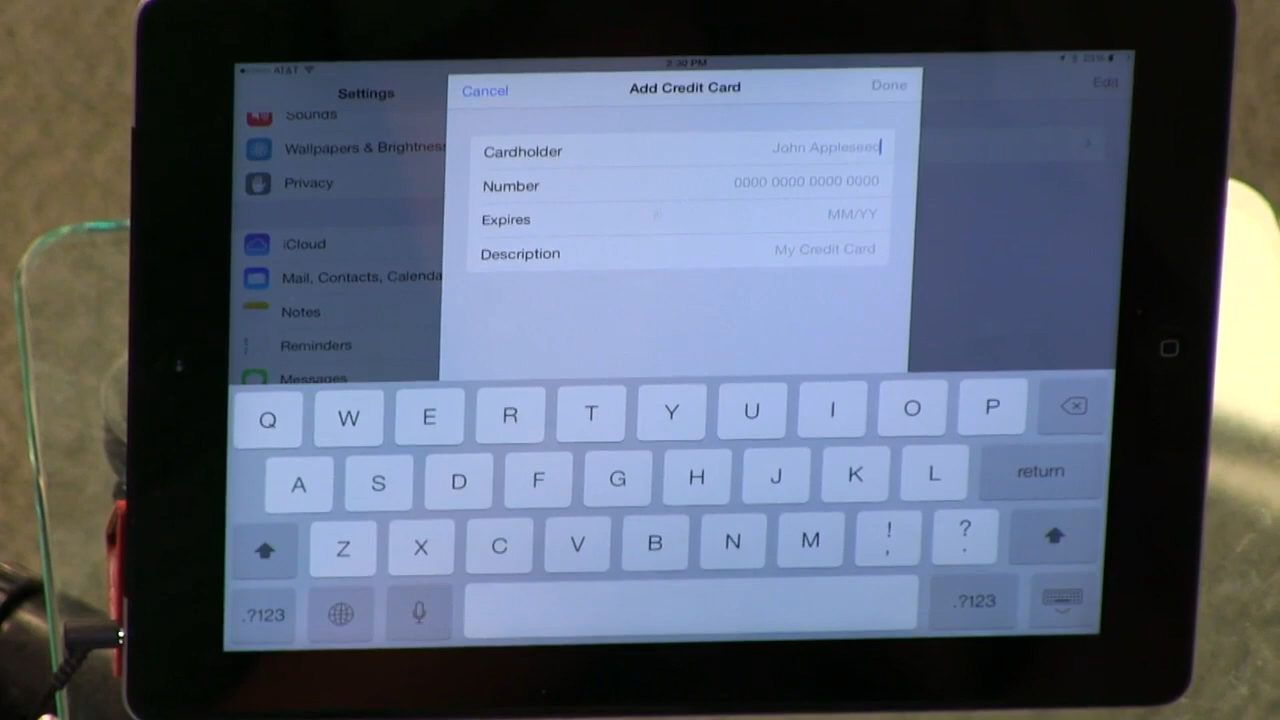 AT&T
2:30 PM
Settings
Cancel
Add Credit Card
Done
Edit
Sounds
Wallpapers & Brightness
Privacy
iCloud
Mail, Contacts, Calenda
Notes
Reminders
Messages
Cardholder
John Appleseed
Number
0000 0000 0000 0000
Expires
MM/YY
Description
My Credit Card
Q W E R T Y U I O P
A S D F G H J K L return
Z X C V B N M ! , ? .
.?123 .?123